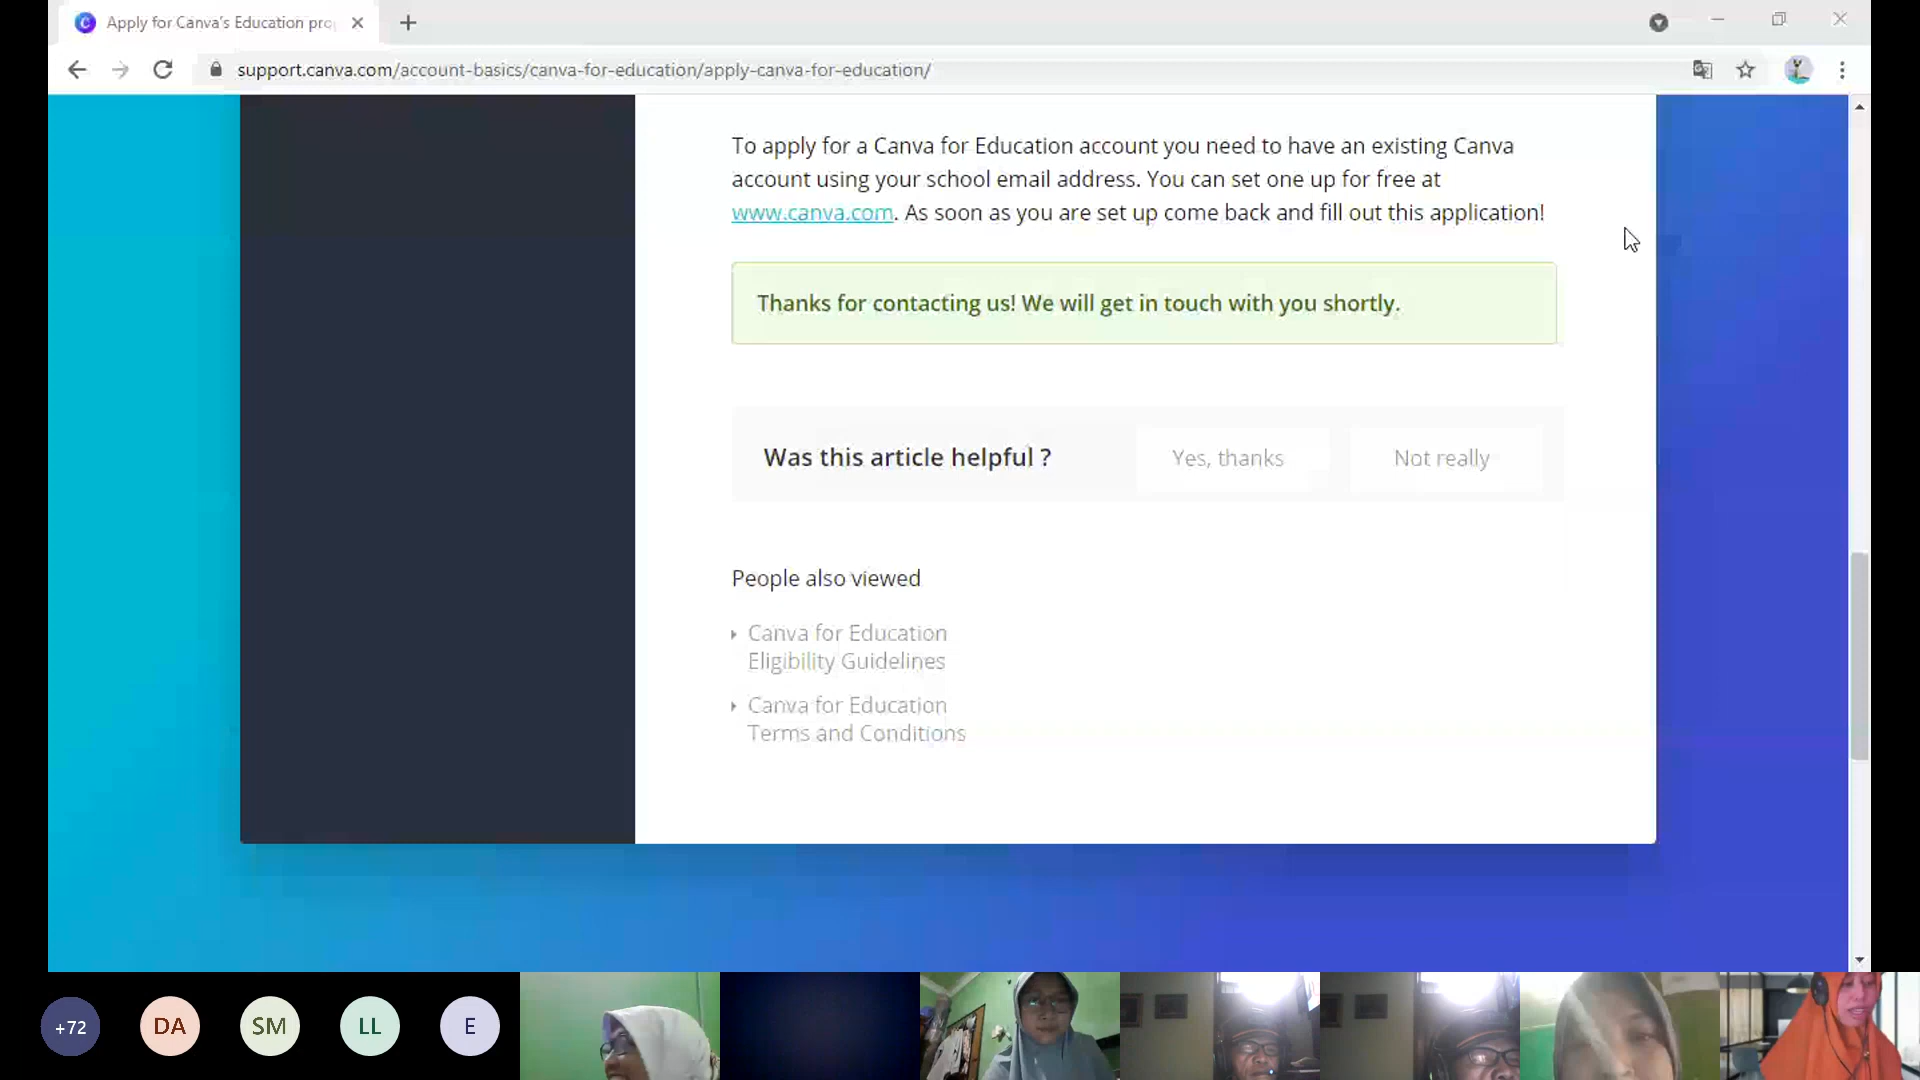 Apply for Canva's Education pro
support.canva.com/account-basics/canva-for-education/apply-canva-for-education/
To apply for a Canva for Education account you need to have an existing Canva
account using your school email address. You can set one up for free at
www.canva.com. As soon as you are set up come back and fill out this application!
Thanks for contacting us! We will get in touch with you shortly.
Was this article helpful ?
Yes, thanks
Not really
People also viewed
Canva for Education
Eligibility Guidelines
Canva for Education
Terms and Conditions
+72
DA
SM
LL
E